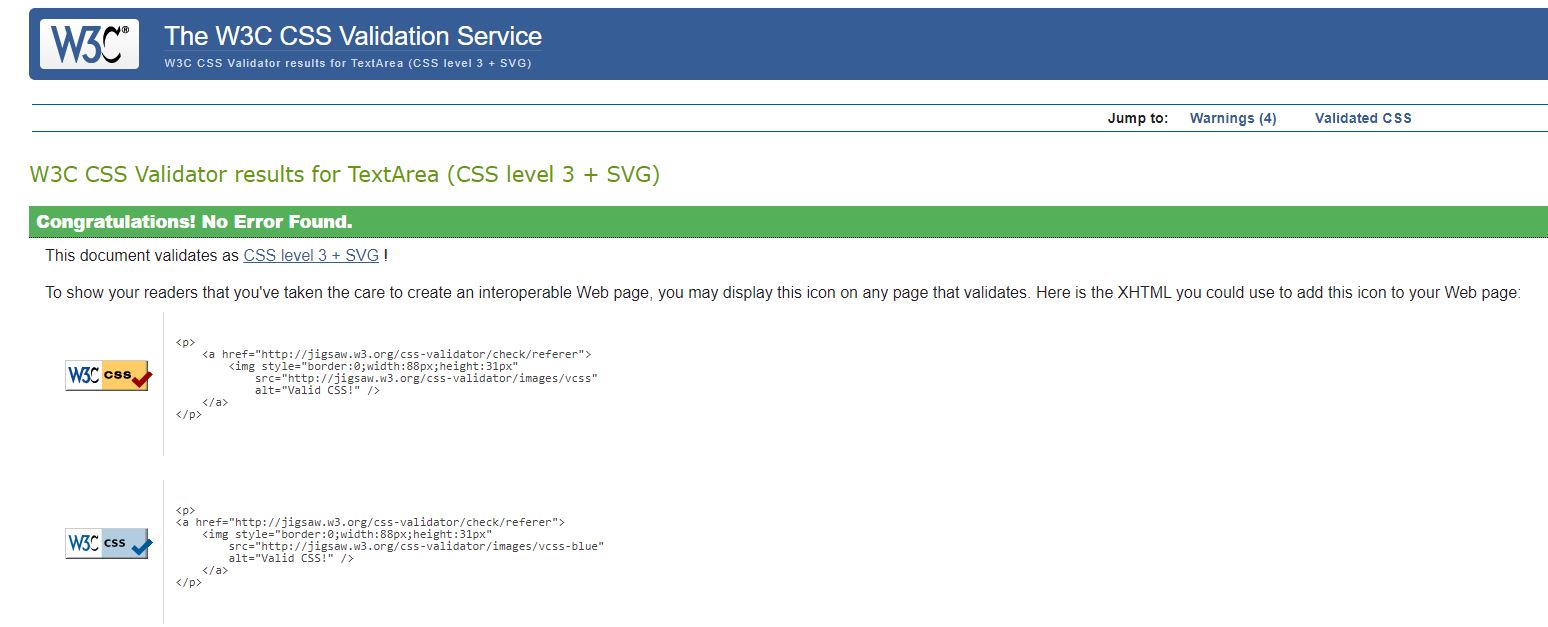 W3C®
The W3C CSS Validation Service
W3C CSS Validator results for TextArea (CSS level 3 + SVG)
Jump to: Warnings (4) Validated CSS
W3C CSS Validator results for TextArea (CSS level 3 + SVG)
Congratulations! No Error Found.
This document validates as CSS level 3 + SVG !
To show your readers that you've taken the care to create an interoperable Web page, you may display this icon on any page that validates. Here is the XHTML you could use to add this icon to your Web page:
W3C css
<p>
    <a href="http://jigsaw.w3.org/css-validator/check/referer">
        <img style="border:0;width:88px;height:31px"
            src="http://jigsaw.w3.org/css-validator/images/vcss"
            alt="Valid CSS!" />
    </a>
</p>
W3C css
<p>
<a href="http://jigsaw.w3.org/css-validator/check/referer">
    <img style="border:0;width:88px;height:31px"
        src="http://jigsaw.w3.org/css-validator/images/vcss-blue"
        alt="Valid CSS!" />
    </a>
</p>